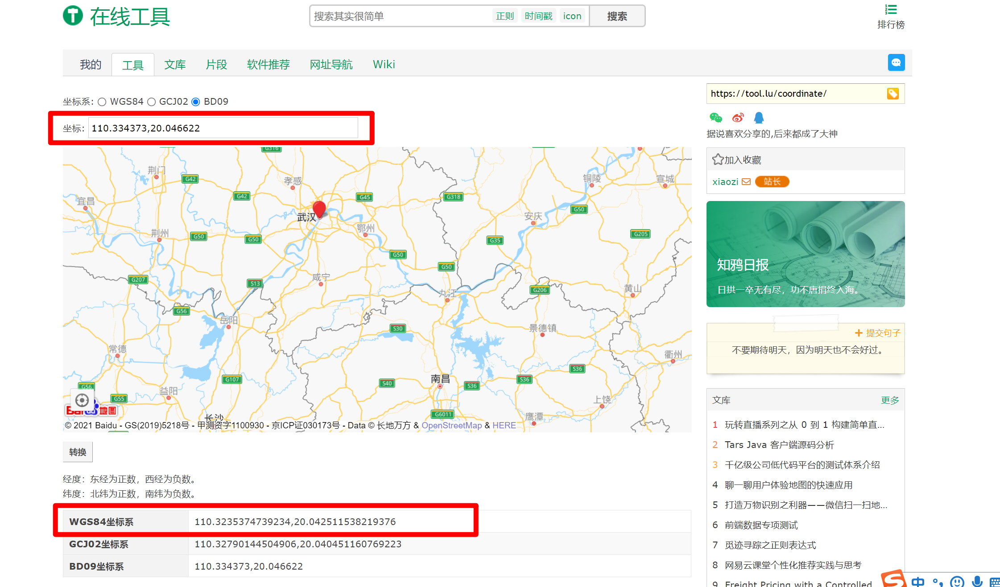 在线工具
搜索其实很简单 正则 时间戳 icon 搜索
排行榜
我的 工具 文库 片段 软件推荐 网址导航 Wiki
坐标系: WGS84 GCJ02 BD09
坐标: 110.334373,20.046622
G316
荆门
G42
孝感
铜陵
宣城
G42
G45
G318
宜昌
G50
武汉
安庆
荆州
鄂州
G50
G50
G35
G205
G50
G50
G207
S13
咸宁
九江
G206
黄山
G56
岳阳
S30
景德镇
常德
衢州
G107
S40
南昌
S36
S36
S36
G56
益阳
G55
上饶
Bai 地图
长沙
G6011
鹰潭
© 2021 Baidu - GS(2019)5218号 - 甲测资字1100930 - 京ICP证030173号 - Data © 长地万方 & OpenStreetMap & HERE
转换
经度：东经为正数，西经为负数。
纬度：北纬为正数，南纬为负数。
WGS84坐标系 110.3235374739234,20.042511538219376
GCJ02坐标系 110.32790144504906,20.040451160769223
BD09坐标系 110.334373,20.046622
https://tool.lu/coordinate/
据说喜欢分享的,后来都成了大神
加入收藏
xiaozi 站长
知鸦日报
日拱一卒无有尽，功不唐捐终入海。
提交句子
不要期待明天，因为明天也不会好过。
文库 更多
1 玩转直播系列之从 0 到 1 构建简单直...
2 Tars Java 客户端源码分析
3 千亿级公司低代码平台的测试体系介绍
4 聊一聊用户体验地图的快速应用
5 打造万物识别之利器——微信扫一扫地...
6 前端数据专项测试
7 觅迹寻踪之正则表达式
8 网易云课堂个性化推荐实践与思考
9 Freight Pricing with a Controlled
中